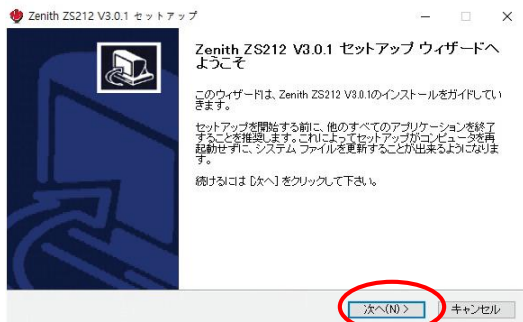 Zenith ZS212 V3.0.1 セットアップ
Zenith ZS212 V3.0.1 セットアップ ウィザードへ
ようこそ
このウィザードは、Zenith ZS212 V3.0.1のインストールをガイドしてい
きます。
セットアップを開始する前に、他のすべてのアプリケーションを終了
することを推奨します。これによってセットアップがコンピュータを再
起動せずに、システム ファイルを更新することが出来るようになりま
す。
続けるには [次へ] をクリックして下さい。
次へ(N) >
キャンセル